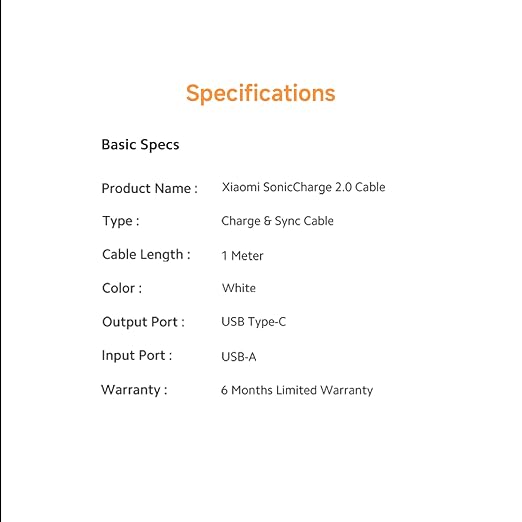 Specifications
Basic Specs
Product Name : Xiaomi SonicCharge 2.0 Cable
Type : Charge & Sync Cable
Cable Length : 1 Meter
Color : White
Output Port : USB Type-C
Input Port : USB-A
Warranty : 6 Months Limited Warranty